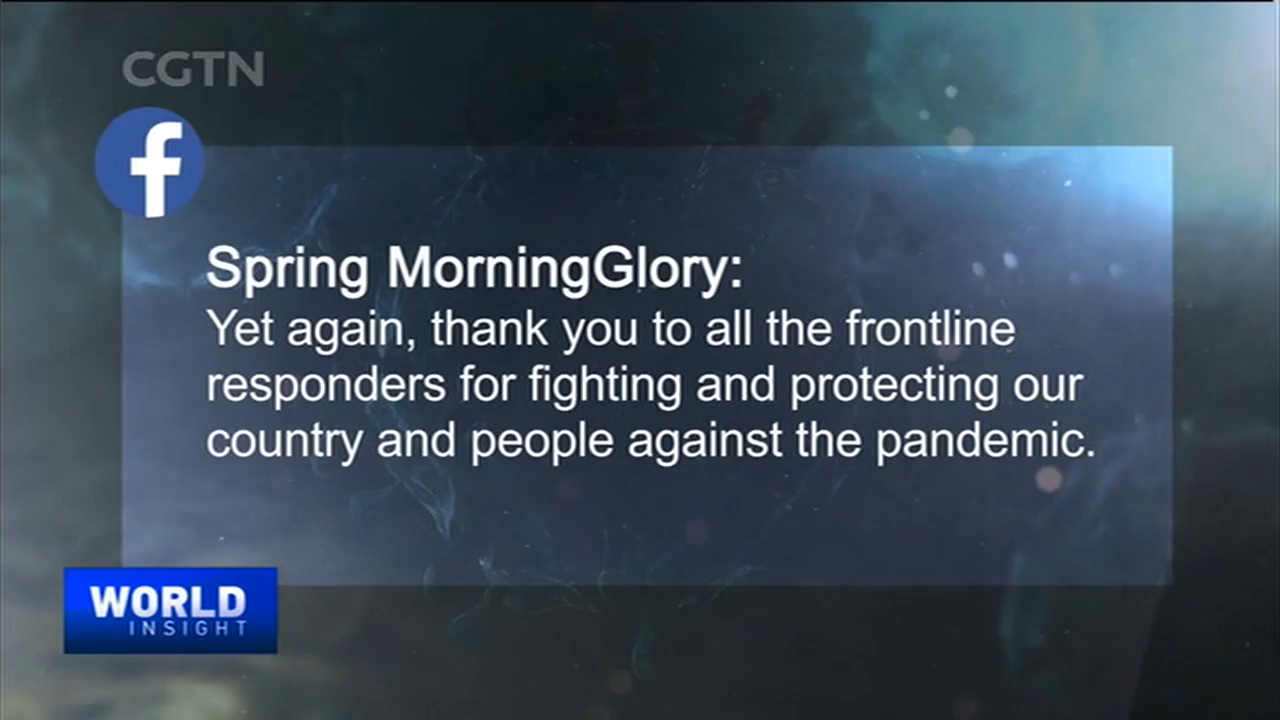 CGTN
f
Spring MorningGlory:
Yet again, thank you to all the frontline
responders for fighting and protecting our
country and people against the pandemic.
WORLD
INSIGHT